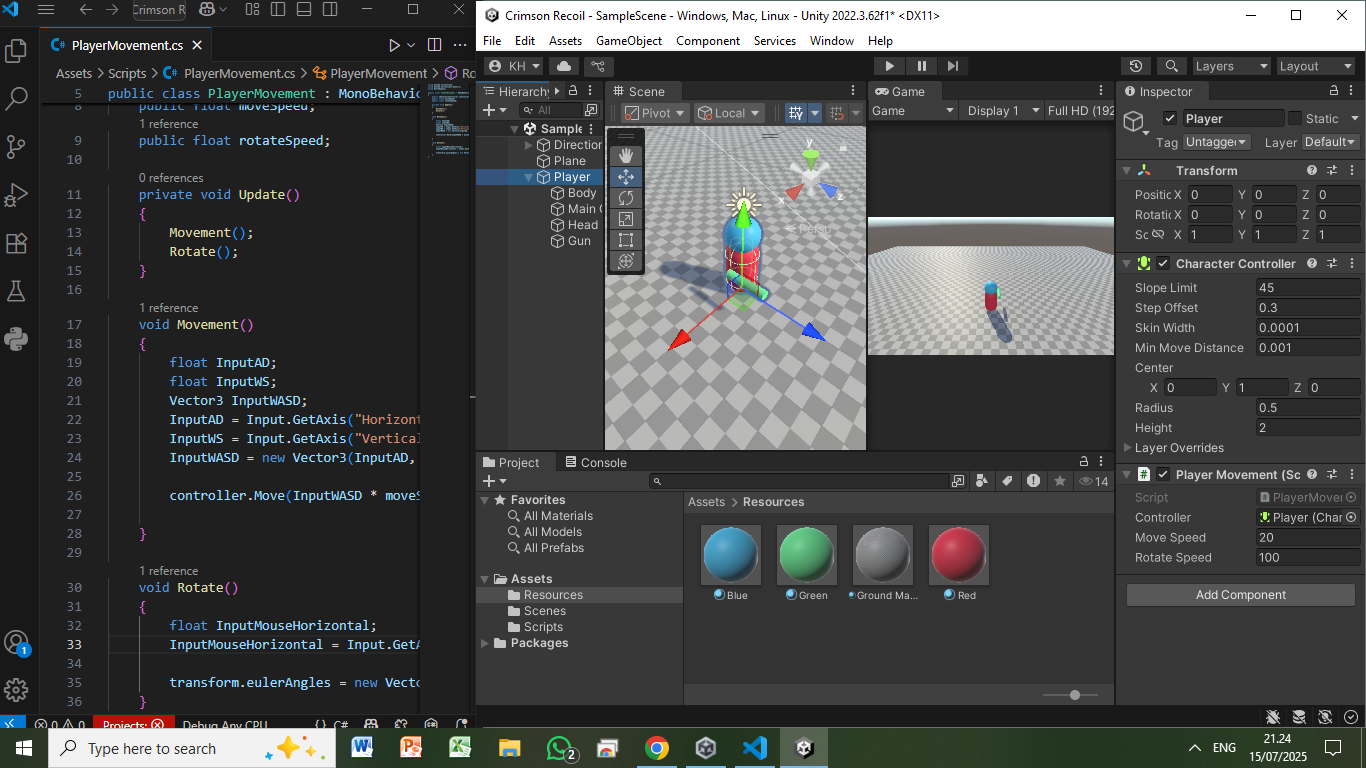 Crimson R
PlayerMovement.cs
Assets > Scripts > PlayerMovement.cs > PlayerMovement > Ro
5 public class PlayerMovement : MonoBehavic
8 public float moveSpeed;
1 reference
9 public float rotateSpeed;
10
0 references
11 private void Update()
12 {
13 Movement();
14 Rotate();
15 }
16
1 reference
17 void Movement()
18 {
19 float InputAD;
20 float InputWS;
21 Vector3 InputWASD;
22 InputAD = Input.GetAxis("Horizont
23 InputWS = Input.GetAxis("Vertical
24 InputWASD = new Vector3(InputAD,
25
26 controller.Move(InputWASD * moveS
27
28 }
29
1 reference
30 void Rotate()
31 {
32 float InputMouseHorizontal;
33 InputMouseHorizontal = Input.GetA
34
35 transform.eulerAngles = new Vecto
36 }
1
0 0 Projects: Debug Any CPU {} C#
Crimson Recoil - SampleScene - Windows, Mac, Linux - Unity 2022.3.62f1* <DX11>
File Edit Assets GameObject Component Services Window Help
KH Layers Layout
Hierarchy
All
Sample
Direction
Plane
Player
Body
Main C
Head
Gun
Scene
Pivot Local
y
x
z
Persp
Game
Game Display 1 Full HD (192
Inspector
Player Static
Tag Untagged Layer Default
Transform
Positic X 0 Y 0 Z 0
Rotatic X 0 Y 0 Z 0
Sc X 1 Y 1 Z 1
Character Controller
Slope Limit 45
Step Offset 0.3
Skin Width 0.0001
Min Move Distance 0.001
Center
X 0 Y 1 Z 0
Radius 0.5
Height 2
Layer Overrides
Player Movement (Sc
Script PlayerMover
Controller Player (Char
Move Speed 20
Rotate Speed 100
Add Component
Project Console
14
Favorites
All Materials
All Models
All Prefabs
Assets
Resources
Scenes
Scripts
Packages
Assets > Resources
Blue Green Ground Ma... Red
Type here to search
2
ENG
21.24
15/07/2025